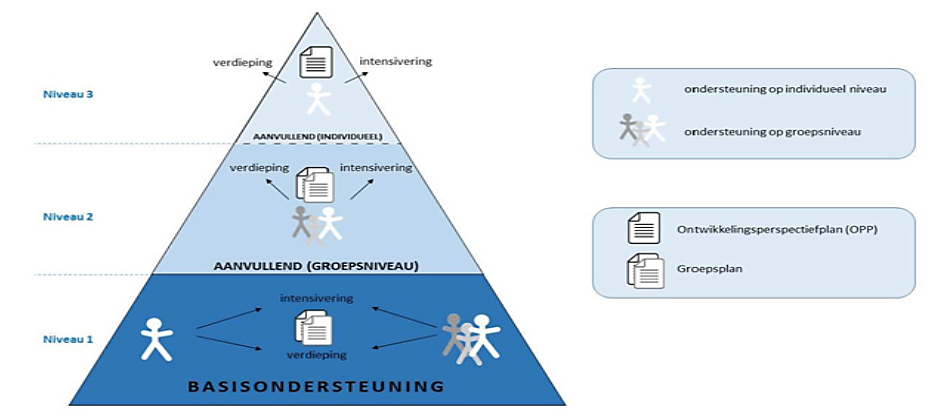 verdieping
intensivering
Niveau 3
AANVULLEND (INDIVIDUEEL)
verdieping
intensivering
Niveau 2
AANVULLEND (GROEPSNIVEAU)
intensivering
Niveau 1
verdieping
BASISONDERSTEUNING
ondersteuning op individueel niveau
ondersteuning op groepsniveau
Ontwikkelingsperspectiefplan (OPP)
Groepsplan